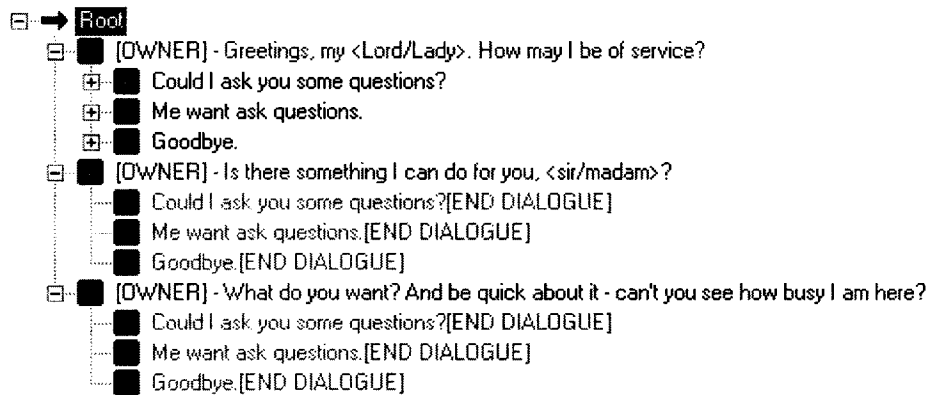 Root
[OWNER] - Greetings, my <Lord/Lady>. How may I be of service?
Could I ask you some questions?
Me want ask questions.
Goodbye.
[OWNER] - Is there something I can do for you, <sir/madam>?
Could I ask you some questions?[END DIALOGUE]
Me want ask questions.[END DIALOGUE]
Goodbye.[END DIALOGUE]
[OWNER] - What do you want? And be quick about it - can't you see how busy I am here?
Could I ask you some questions?[END DIALOGUE]
Me want ask questions.[END DIALOGUE]
Goodbye.[END DIALOGUE]